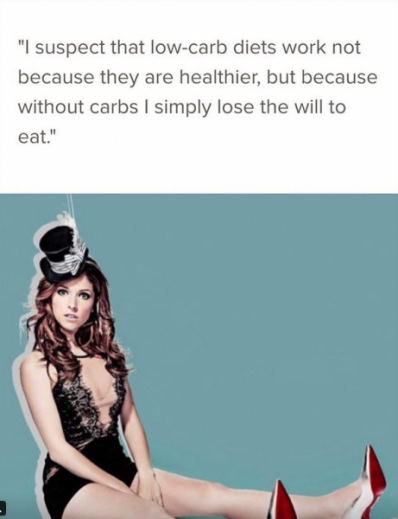 "I suspect that low-carb diets work not
because they are healthier, but because
without carbs I simply lose the will to
eat."